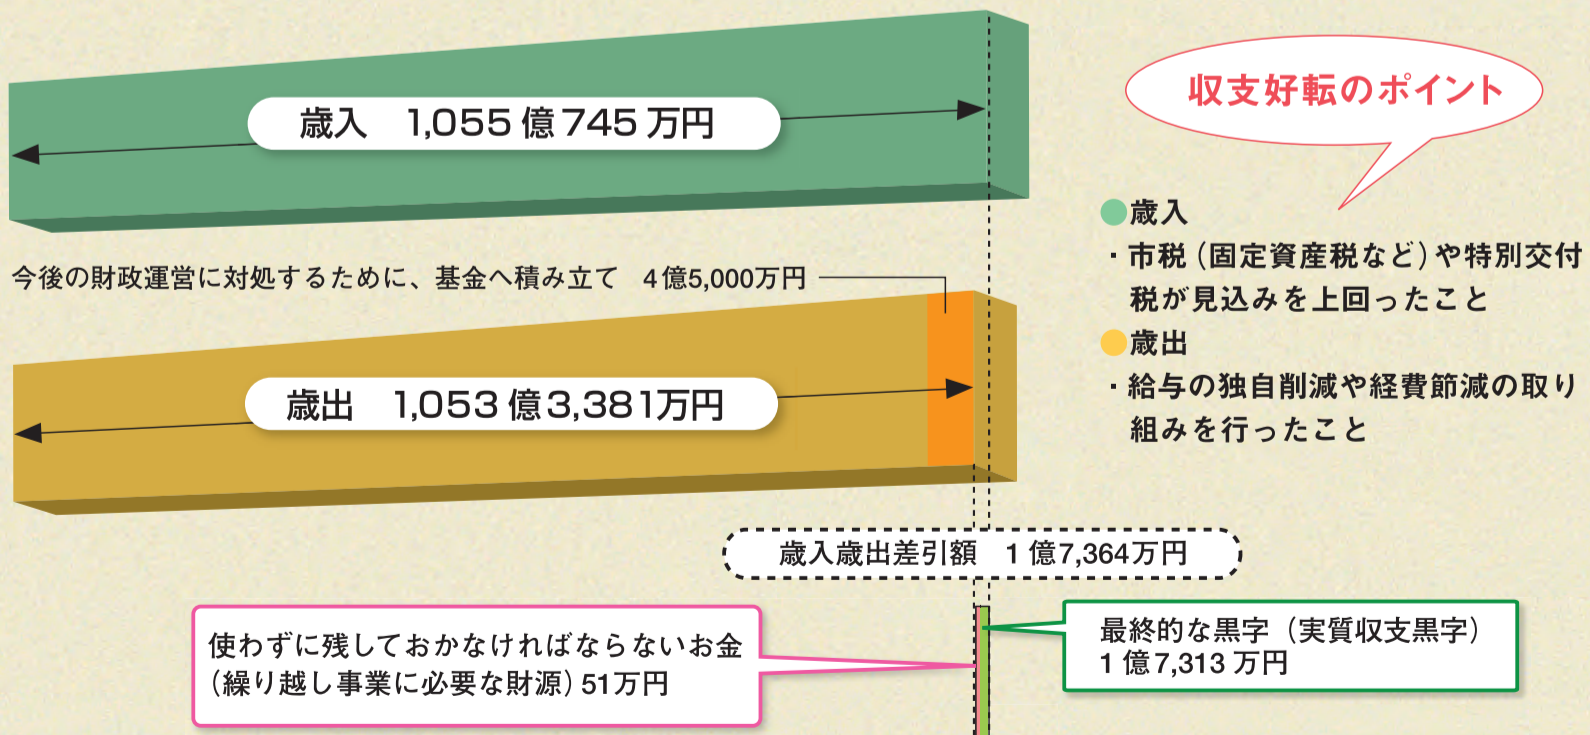 歳入　1,055億745万円
収支好転のポイント
●歳入
・市税（固定資産税など）や特別交付
税が見込みを上回ったこと
●歳出
・給与の独自削減や経費節減の取り
組みを行ったこと
今後の財政運営に対処するために、基金へ積み立て　4億5,000万円
歳出　1,053億3,381万円
歳入歳出差引額　1億7,364万円
使わずに残しておかなければならないお金
（繰り越し事業に必要な財源）51万円
最終的な黒字（実質収支黒字）
1億7,313万円